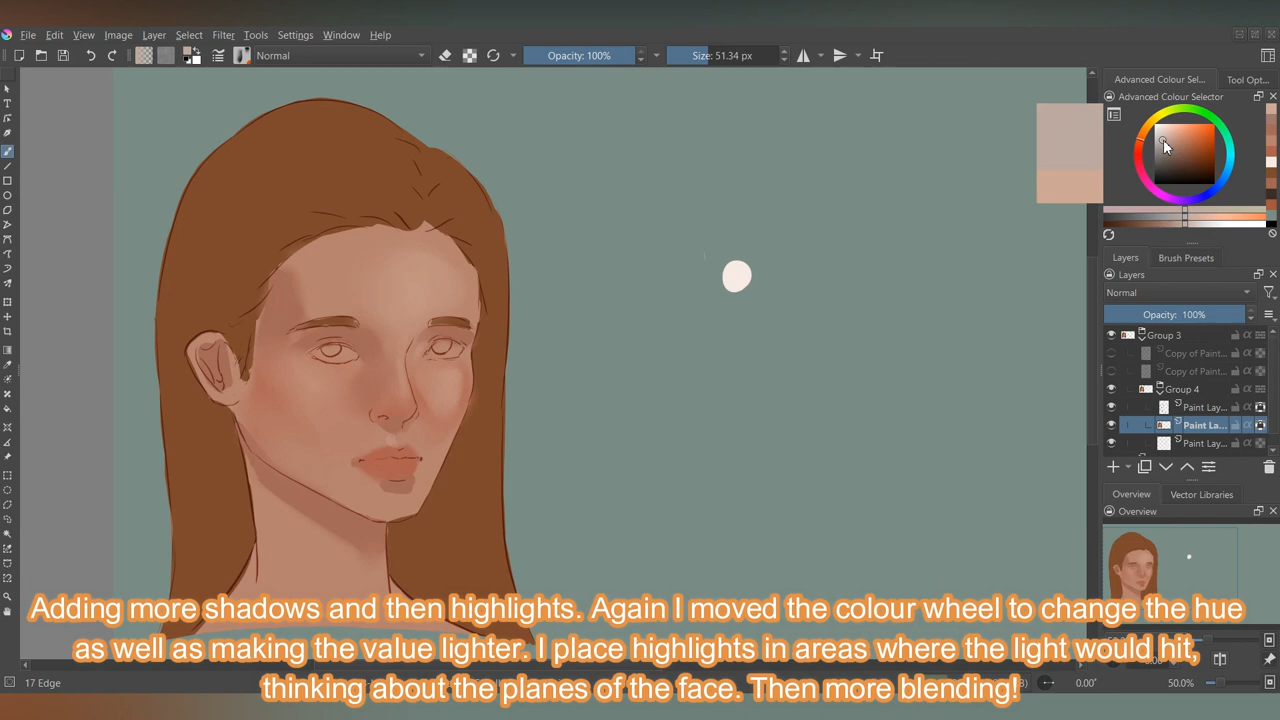 File Edit View Image Layer Select Filter Tools Settings Window Help
Normal Opacity: 100% Size: 51.34 px
Advanced Colour Sel... Tool Opt...
Advanced Colour Selector
Layers Brush Presets
Layers
Normal
Opacity: 100%
Group 3
Copy of Paint...
Copy of Paint...
Group 4
Paint Lay...
Paint La...
Paint Lay...
Overview Vector Libraries
Overview
Adding more shadows and then highlights. Again I moved the colour wheel to change the hue
as well as making the value lighter. I place highlights in areas where the light would hit,
thinking about the planes of the face. Then more blending!
17 Edge 0.00° 50.0%